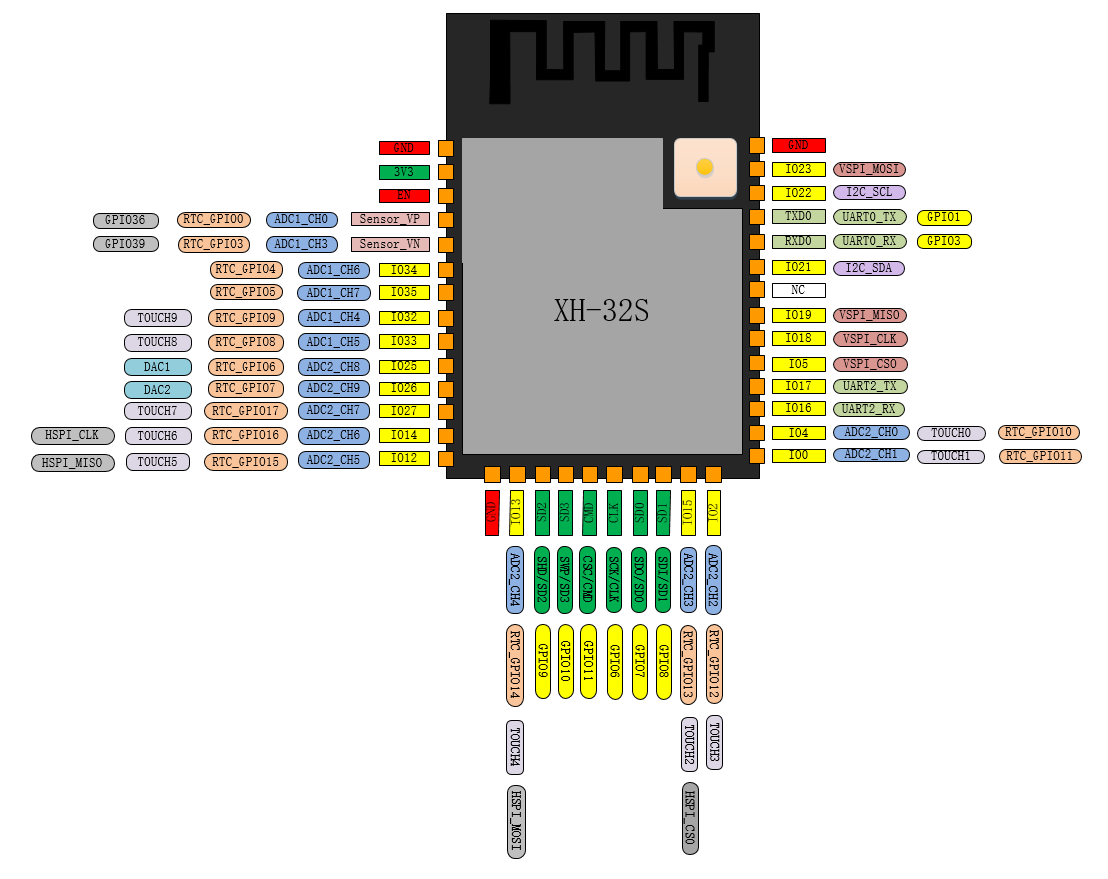 GND
3V3
EN
GPIO36 RTC_GPIO0 ADC1_CH0 Sensor_VP
GPIO39 RTC_GPIO3 ADC1_CH3 Sensor_VN
RTC_GPIO4 ADC1_CH6 IO34
RTC_GPIO5 ADC1_CH7 IO35
TOUCH9 RTC_GPIO9 ADC1_CH4 IO32
TOUCH8 RTC_GPIO8 ADC1_CH5 IO33
DAC1 RTC_GPIO6 ADC2_CH8 IO25
DAC2 RTC_GPIO7 ADC2_CH9 IO26
TOUCH7 RTC_GPIO17 ADC2_CH7 IO27
HSPI_CLK TOUCH6 RTC_GPIO16 ADC2_CH6 IO14
HSPI_MISO TOUCH5 RTC_GPIO15 ADC2_CH5 IO12
XH-32S
GND
IO23 VSPI_MOSI
IO22 I2C_SCL
TXD0 UART0_TX GPIO1
RXD0 UART0_RX GPIO3
IO21 I2C_SDA
NC
IO19 VSPI_MISO
IO18 VSPI_CLK
IO5 VSPI_CS0
IO17 UART2_TX
IO16 UART2_RX
IO4 ADC2_CH0 TOUCH0 RTC_GPIO10
IO0 ADC2_CH1 TOUCH1 RTC_GPIO11
GND
IO13 ADC2_CH4 RTC_GPIO14 TOUCH4 HSPI_MOSI
SD2 SHD/SD2 GPIO9
SD3 SWP/SD3 GPIO10
CMD CSC/CMD GPIO11
CLK SCK/CLK GPIO6
SD0 SDO/SD0 GPIO7
SD1 SDI/SD1 GPIO8
IO15 ADC2_CH3 RTC_GPIO13 TOUCH2 HSPI_CS0
IO2 ADC2_CH2 RTC_GPIO12 TOUCH3